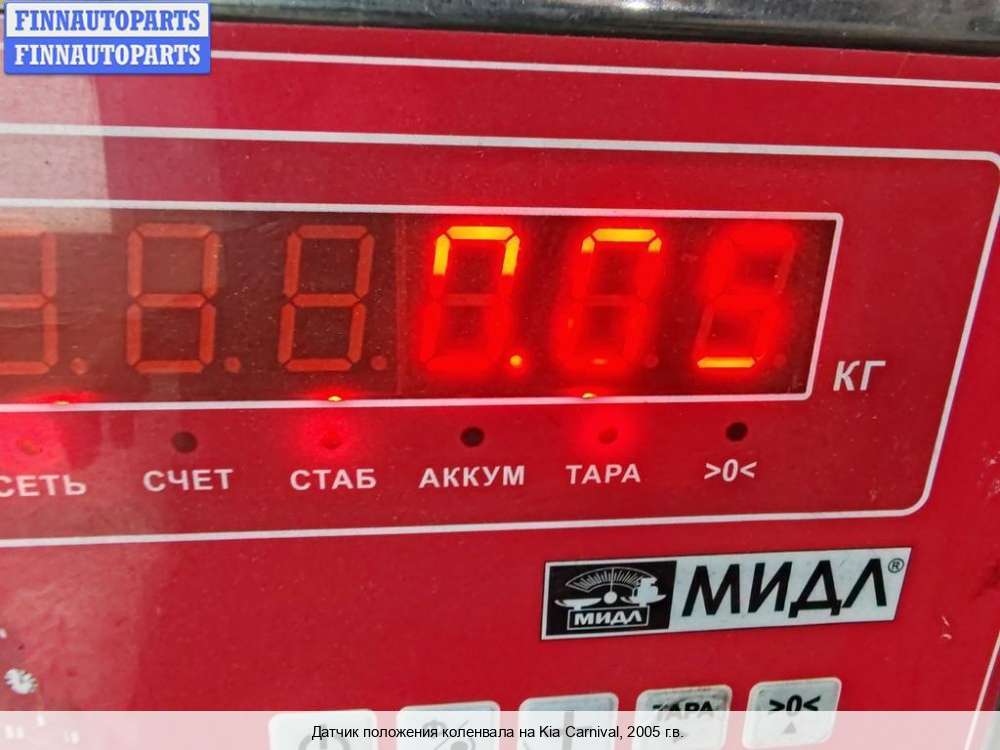 FINNAUTOPARTS
FINNAUTOPARTS
0.05
КГ
СЕТЬ СЧЕТ СТАБ АККУМ ТАРА >0<
МИДЛ МИДЛ®
ТАРА >0<
Датчик положения коленвала на Kia Carnival, 2005 г.в.